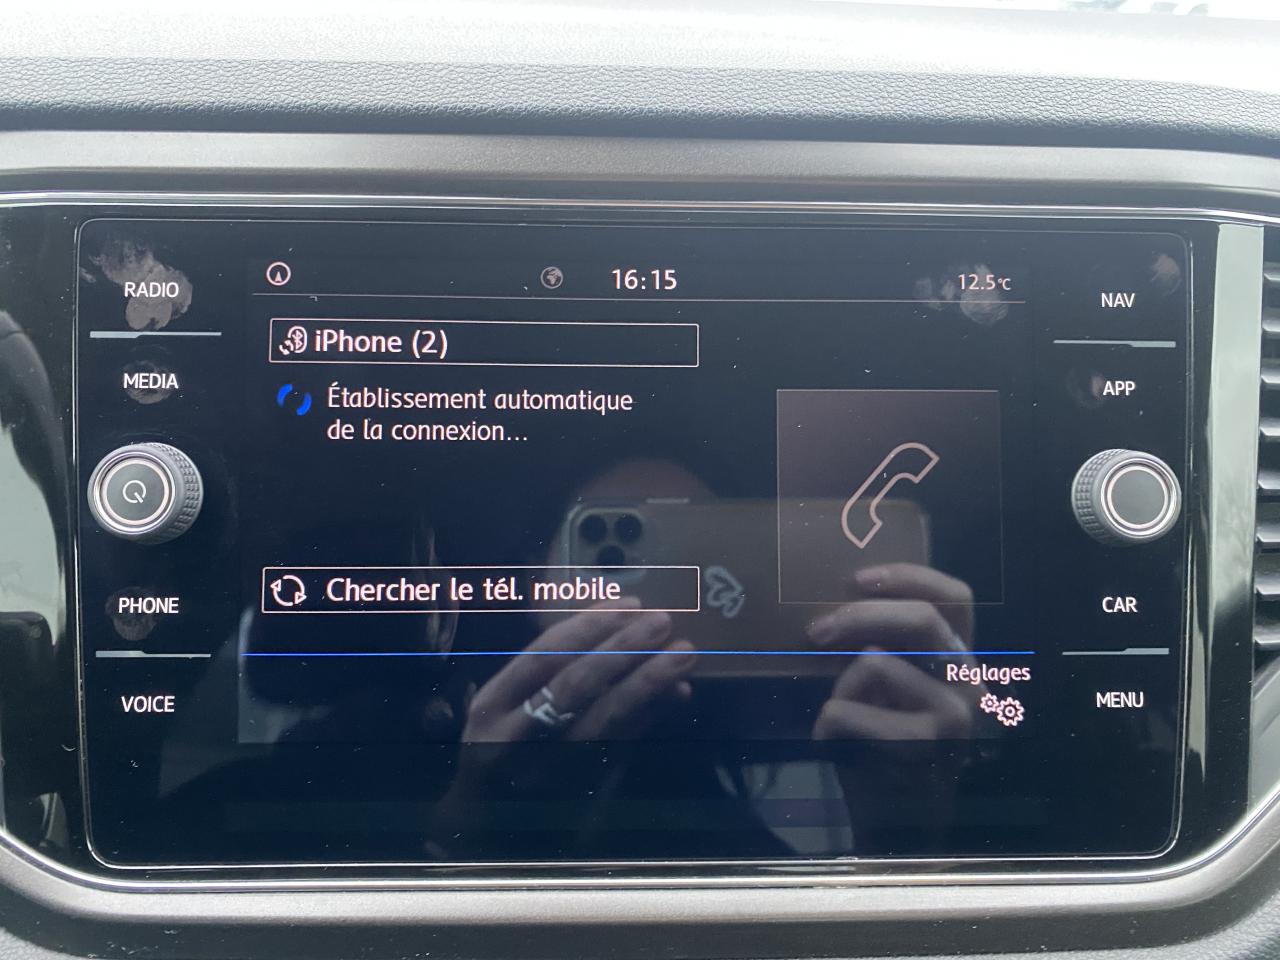 RADIO
MEDIA
PHONE
VOICE
16:15
12.5°C
iPhone (2)
Établissement automatique
de la connexion...
Chercher le tél. mobile
Réglages
NAV
APP
CAR
MENU